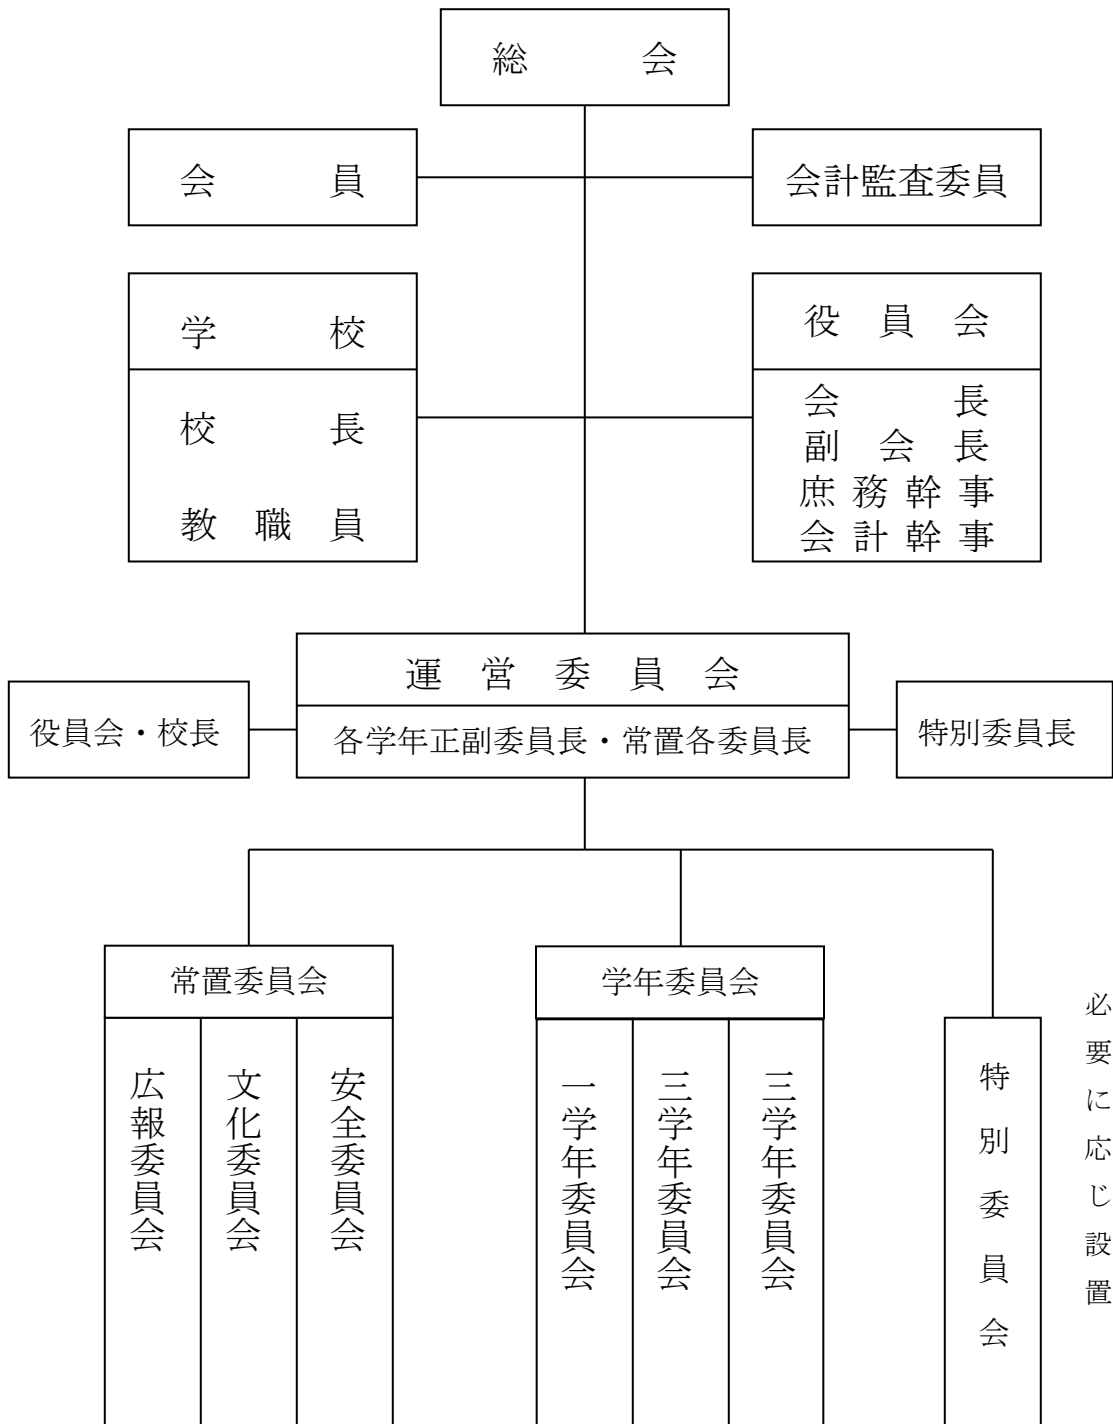 総会
会員
会計監査委員
学校
校長
教職員
役員会
会長
副会長
庶務幹事
会計幹事
運営委員会
各学年正副委員長・常置各委員長
役員会・校長
特別委員長
常置委員会
広報委員会
文化委員会
安全委員会
学年委員会
一学年委員会
三学年委員会
三学年委員会
特別委員会
必要に応じ設置